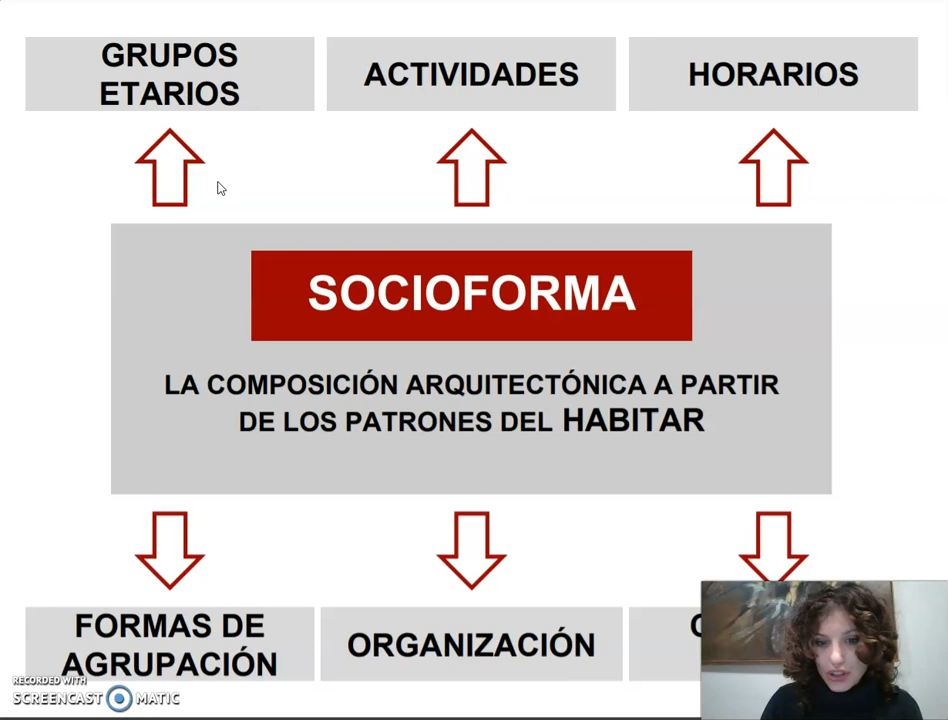 GRUPOS
ETARIOS
ACTIVIDADES
HORARIOS
SOCIOFORMA
LA COMPOSICIÓN ARQUITECTÓNICA A PARTIR
DE LOS PATRONES DEL HABITAR
FORMAS DE
AGRUPACIÓN
ORGANIZACIÓN
RECORDED WITH
SCREENCAST MATIC